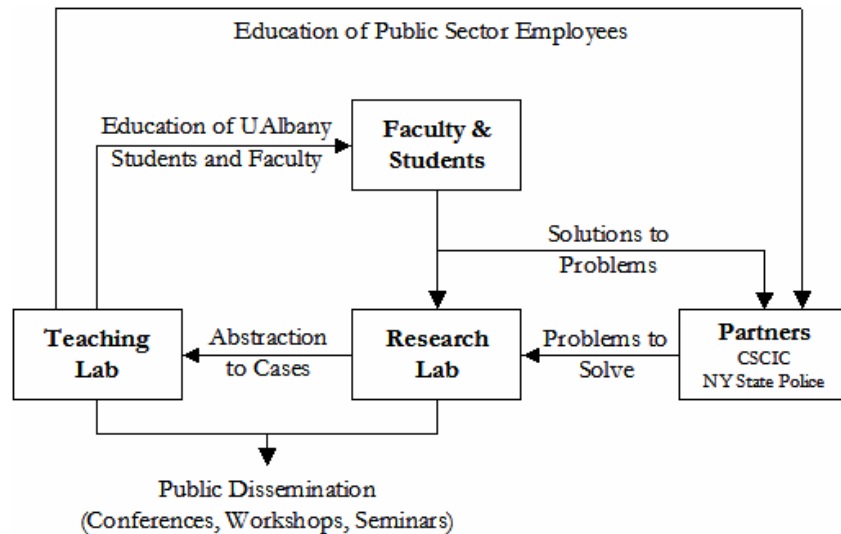 Education of Public Sector Employees
Education of UAlbany
Students and Faculty
Faculty &
Students
Solutions to
Problems
Teaching
Lab
Abstraction
to Cases
Research
Lab
Problems to
Solve
Partners
CSCIC
NY State Police
Public Dissemination
(Conferences, Workshops, Seminars)